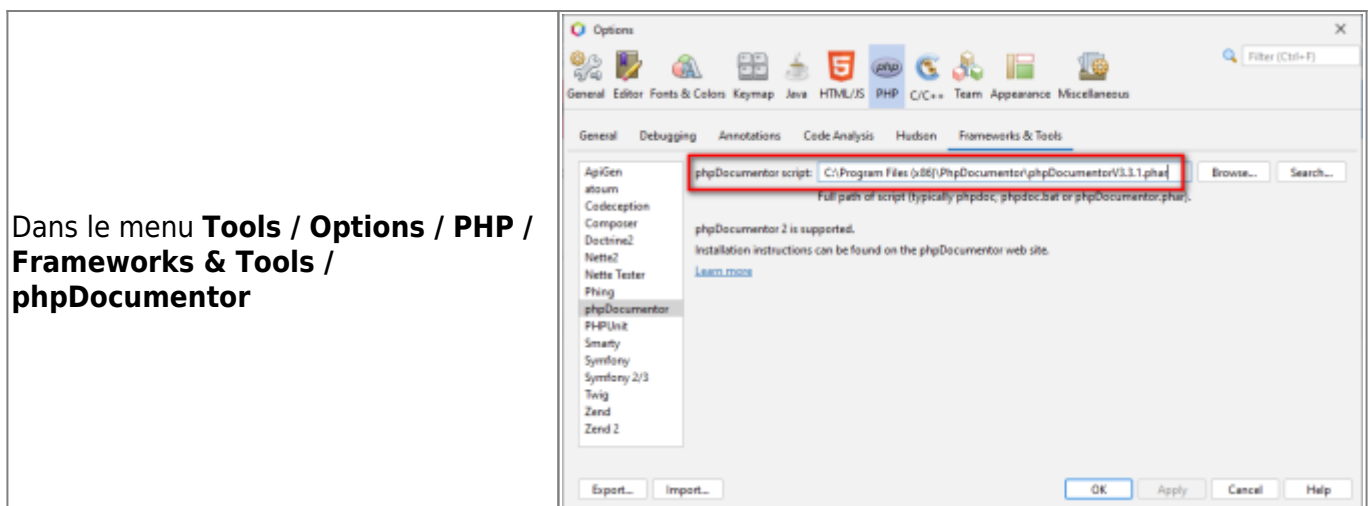 Dans le menu Tools / Options / PHP /
Frameworks & Tools /
phpDocumentor
Options
Filter (Ctrl+F)
General Editor Fonts & Colors Keymap Java HTML/JS PHP C/C++ Team Appearance Miscellaneous
General Debugging Annotations Code Analysis Hudson Frameworks & Tools
ApiGen
atoum
Codeception
Composer
Doctrine2
Nette2
Nette Tester
Phing
phpDocumentor
PHPUnit
Smarty
Symfony
Symfony 2/3
Twig
Zend
Zend 2
phpDocumentor script: C:\Program Files (x86)\PhpDocumentor\phpDocumentorV3.3.1.phar Browse... Search...
Full path of script (typically phpdoc, phpdoc.bat or phpDocumentor.phar).
phpDocumentor 2 is supported.
Installation instructions can be found on the phpDocumentor web site.
Learn more
Export... Import... OK Apply Cancel Help